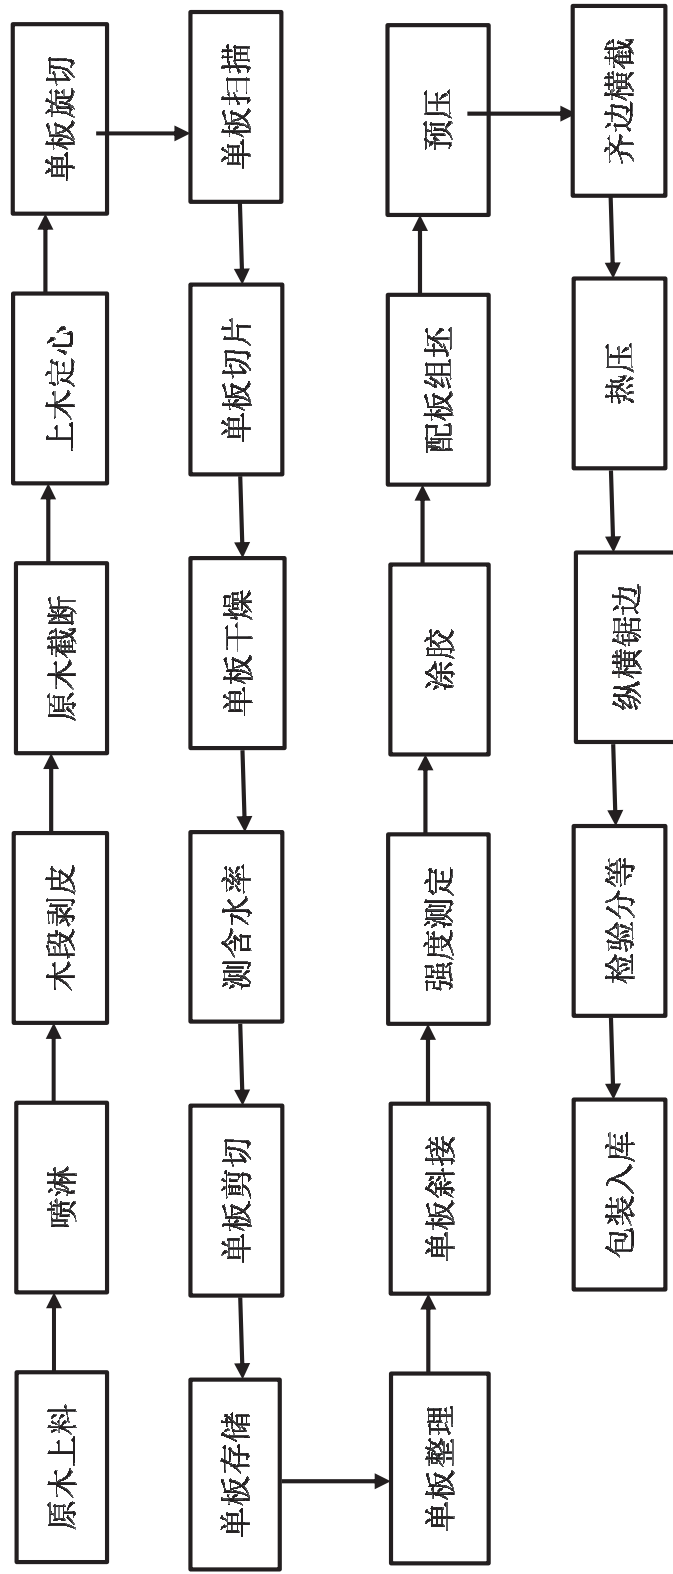 原木上料
喷淋
木段剥皮
原木截断
上木定心
单板旋切
单板扫描
单板切片
单板干燥
测含水率
单板剪切
单板存储
单板整理
单板斜接
强度测定
涂胶
配板组坯
预压
齐边横截
热压
纵横锯边
检验分等
包装入库